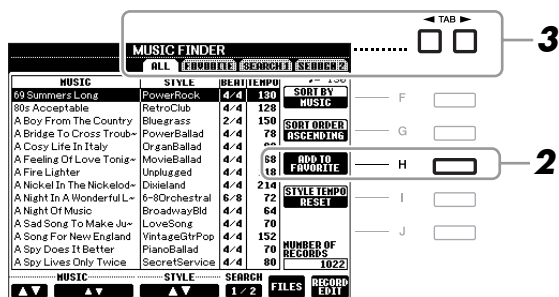 ◄ TAB ►
3
MUSIC FINDER
ALL FAVORITE SEARCH 1 SEARCH 2
MUSIC STYLE BEAT TEMPO
69 Summers Long PowerRock 4/4 130
SORT BY
MUSIC
F
80s Acceptable RetroClub 4/4 128
A Boy From The Country Bluegrass 2/4 150
SORT ORDER
ASCENDING
G
A Bridge To Cross Troub~ PowerBallad 4/4 78
A Cosy Life In Italy OrganBallad
A Feeling Of Love Tonig~ MovieBallad 4/4 68
ADD TO
FAVORITE
H
2
A Fire Lighter Unplugged 4/4
A Nickel In The Nickelod~ Dixieland 4/4 214
STYLE TEMPO
RESET
I
A Night In A Wonderful L~ 6-8Orchestral 6/8 72
A Night Of Music BroadwayBld 4/4 64
A Sad Song To Make Ju~ LoveSong 4/4 70
J
A Song For New England VintageGtrPop 4/4 152
A Spy Does It Better PianoBallad 4/4 70
NUMBER OF
RECORDS
1022
A Spy Lives Only Twice SecretService 4/4 80
MUSIC STYLE SEARCH
▲▼ ▲▼ ▲▼ 1/2 FILES RECORD
EDIT